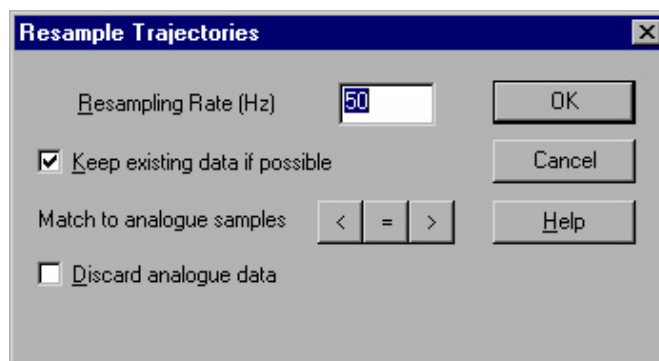 Resample Trajectories
Resampling Rate (Hz) 50 OK
Keep existing data if possible Cancel
Match to analogue samples < = > Help
Discard analogue data